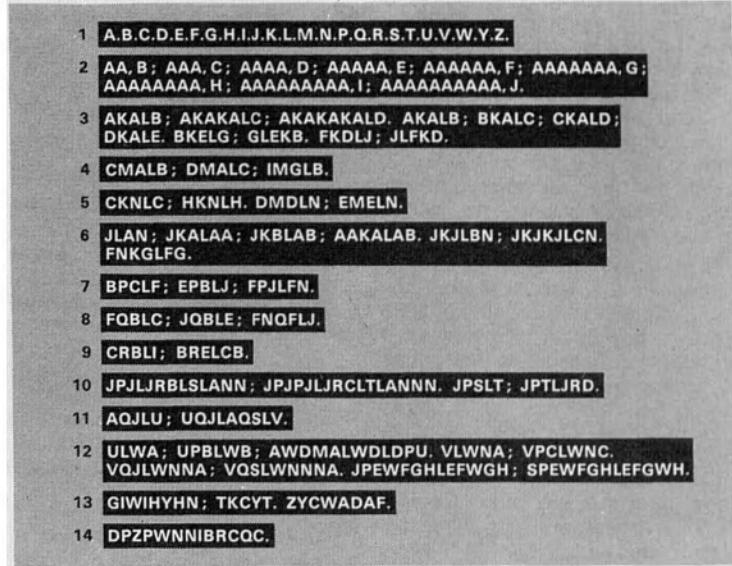 1 A.B.C.D.E.F.G.H.I.J.K.L.M.N.P.Q.R.S.T.U.V.W.Y.Z.
2 AA, B; AAA, C; AAAA, D; AAAAA, E; AAAAAA, F; AAAAAAA, G;
AAAAAAAA, H; AAAAAAAAA, I; AAAAAAAAAA, J.
3 AKALB; AKAKALC; AKAKAKALD. AKALB; BKALC; CKALD;
DKALE. BKELG; GLEKB. FKDLJ; JLFKD.
4 CMALB; DMALC; IMGLB.
5 CKNLC; HKNLH. DMDLN; EMELN.
6 JLAN; JKALAA; JKBLAB; AAKALAB. JKJLBN; JKJKJLCN.
FNKGLFG.
7 BPCLF; EPBLJ; FPJLFN.
8 FQBLC; JQBLE; FNQFLJ.
9 CRBLI; BRELCB.
10 JPJLJRBLSLANN; JPJPJLJRCLTLANNN. JPSLT; JPTLJRD.
11 AQJLU; UQJLAQSLV.
12 ULWA; UPBLWB; AWDMALWDLDPU. VLWNA; VPCLWNC.
VQJLWNNA; VQSLWNNNA. JPEWFGHLEFWGH; SPEWFGHLEFGWH.
13 GIWIHYHN; TKCYT. ZYCWADAF.
14 DPZPWNNIBRCQC.